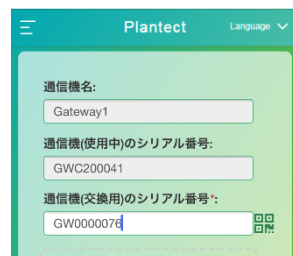 Plantect
Language
通信機名:
Gateway1
通信機(使用中)のシリアル番号:
GWC200041
通信機(交換用)のシリアル番号*:
GW0000076